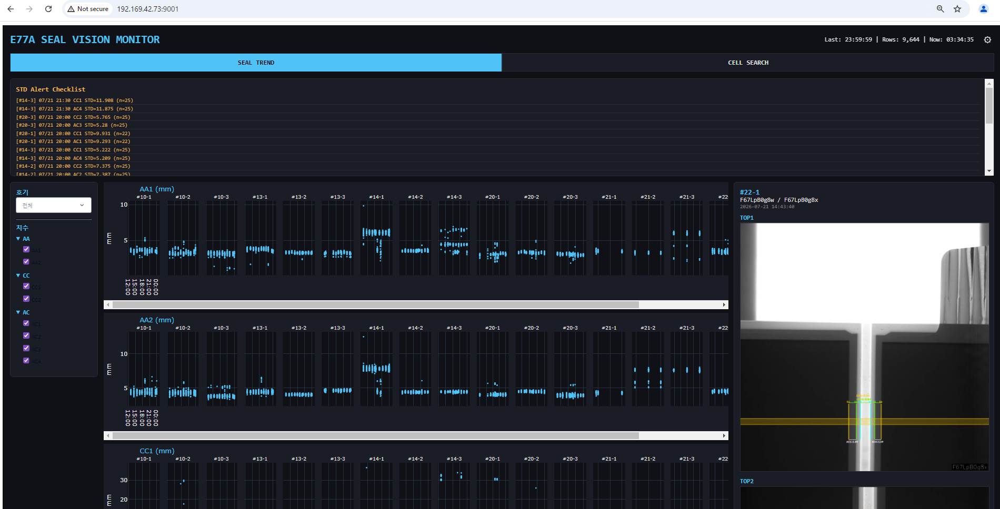 Not secure
192.169.42.73:9001
E77A SEAL VISION MONITOR
Last: 23:59:59 | Rows: 9,644 | Now: 03:34:35
SEAL TREND
CELL SEARCH
STD Alert Checklist
[#14-3] 07/21 21:30 CC1 STD=11.908 (n=25)
[#14-3] 07/21 21:30 AC4 STD=11.875 (n=25)
[#20-3] 07/21 20:00 CC2 STD=5.765 (n=25)
[#20-3] 07/21 20:00 AC3 STD=5.28 (n=25)
[#20-1] 07/21 20:00 CC1 STD=9.931 (n=22)
[#20-1] 07/21 20:00 AC1 STD=9.293 (n=22)
[#14-3] 07/21 20:00 CC1 STD=5.222 (n=25)
[#14-3] 07/21 20:00 AC4 STD=5.209 (n=25)
[#14-2] 07/21 20:00 CC2 STD=7.375 (n=25)
[#14-2] 07/21 20:00 AC2 STD=7.387 (n=25)
호기
전체
치수
AA
AA1
AA2
CC
CC1
CC2
AC
AC1
AC2
AC3
AC4
AA1 (mm)
#10-1 #10-2 #10-3 #13-1 #13-2 #13-3 #14-1 #14-2 #14-3 #20-1 #20-2 #20-3 #21-1 #21-2 #21-3 #22
10
5
mm
12:00 15:00 18:00 21:00 00:00
AA2 (mm)
#10-1 #10-2 #10-3 #13-1 #13-2 #13-3 #14-1 #14-2 #14-3 #20-1 #20-2 #20-3 #21-1 #21-2 #21-3 #22
10
5
mm
12:00 15:00 18:00 21:00 00:00
CC1 (mm)
#10-1 #10-2 #10-3 #13-1 #13-2 #13-3 #14-1 #14-2 #14-3 #20-1 #20-2 #20-3 #21-1 #21-2 #21-3 #22
30
20
mm
#22-1
F67LpB0g8w / F67LpB0g8x
2026-07-21 14:43:40
TOP1
F67LpB0g8x
TOP2